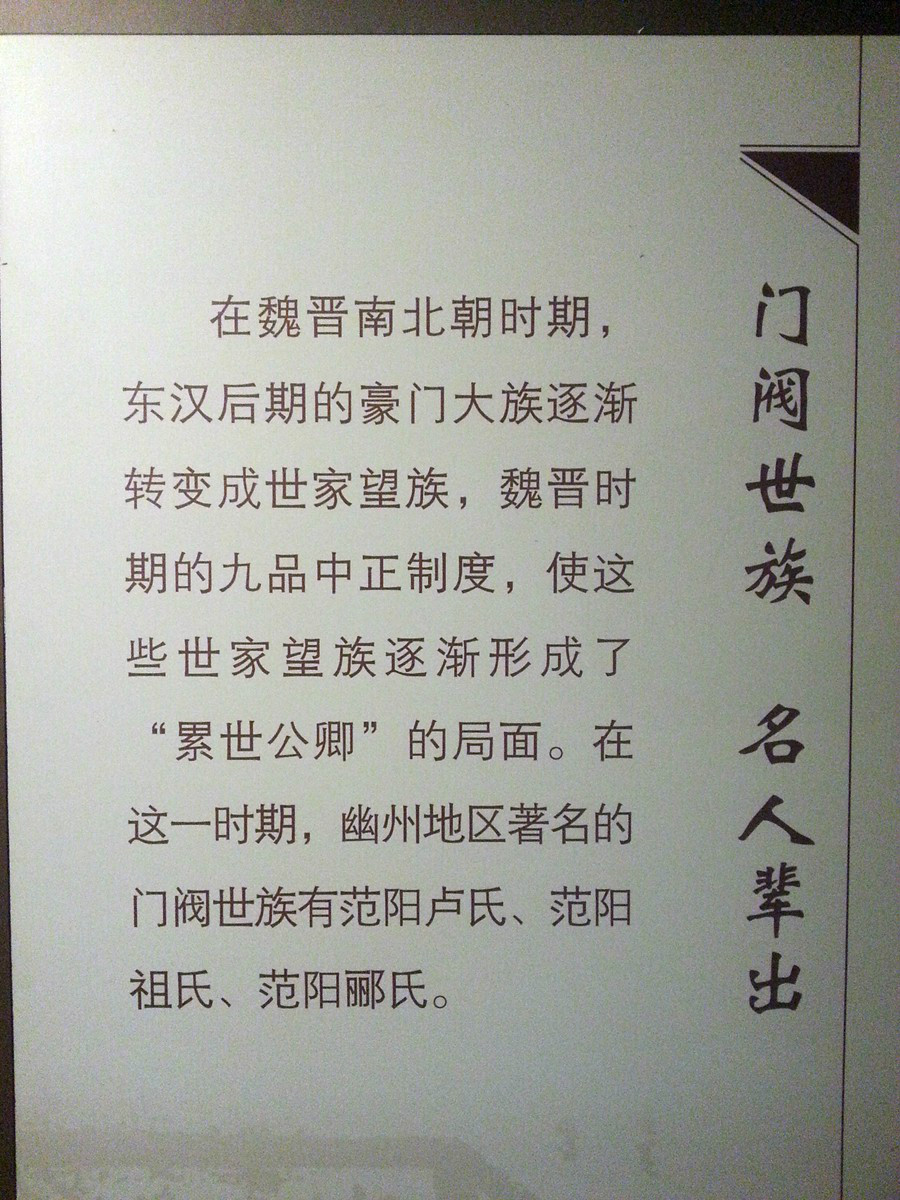 门阀世族 名人辈出
在魏晋南北朝时期，
东汉后期的豪门大族逐渐
转变成世家望族，魏晋时
期的九品中正制度，使这
些世家望族逐渐形成了
“累世公卿”的局面。在
这一时期，幽州地区著名的
门阀世族有范阳卢氏、范阳
祖氏、范阳郦氏。